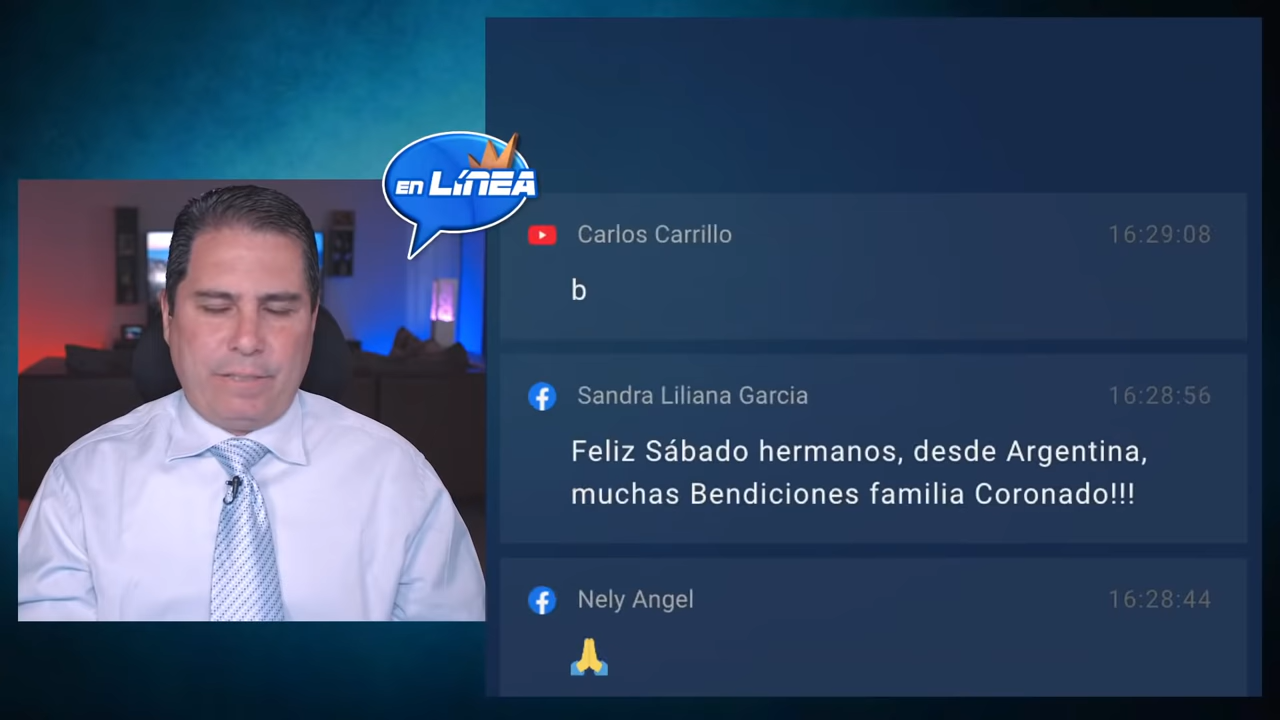 en LíNEA
Carlos Carrillo
16:29:08
b
Sandra Liliana Garcia
16:28:56
Feliz Sábado hermanos, desde Argentina,
muchas Bendiciones familia Coronado!!!
Nely Angel
16:28:44
🙏